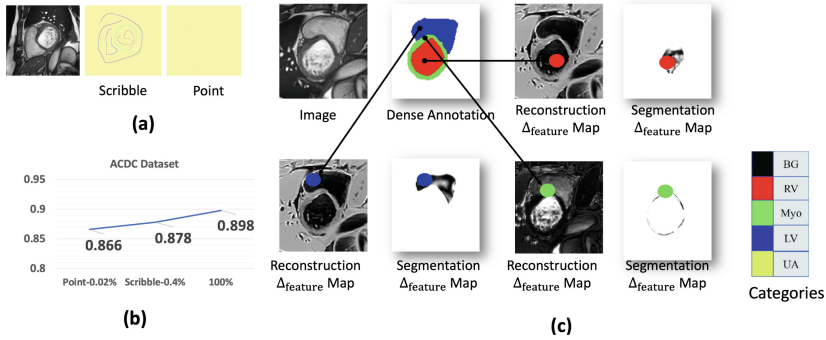 Scribble
Point
(a)
ACDC Dataset
0.95
0.9
0.85
0.8
0.866
0.878
0.898
Point-0.02%
Scribble-0.4%
100%
(b)
Image
Dense Annotation
Reconstruction
Δfeature Map
Segmentation
Δfeature Map
Reconstruction
Δfeature Map
Segmentation
Δfeature Map
Reconstruction
Δfeature Map
Segmentation
Δfeature Map
(c)
BG
RV
Myo
LV
UA
Categories